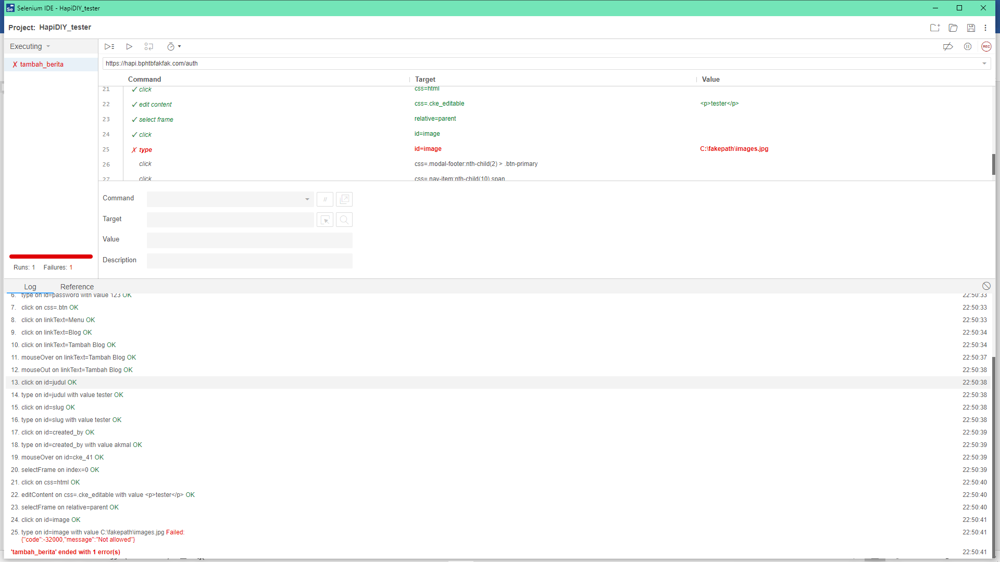 Selenium IDE - HapiDIY_tester
Project: HapiDIY_tester
Executing
tambah_berita
https://hapi.bphtbfakfak.com/auth
REC
Command Target Value
21 ✓ click css=html
22 ✓ edit content css=.cke_editable <p>tester</p>
23 ✓ select frame relative=parent
24 ✓ click id=image
25 ✗ type id=image C:\fakepath\images.jpg
26 click css=.modal-footer:nth-child(2) > .btn-primary
27 click css=.nav-item:nth-child(10) span
Command
//
Target
Value
Description
Runs: 1 Failures: 1
Log Reference
6. type on id=password with value 123 OK 22:50:33
7. click on css=.btn OK 22:50:33
8. click on linkText=Menu OK 22:50:33
9. click on linkText=Blog OK 22:50:34
10. click on linkText=Tambah Blog OK 22:50:34
11. mouseOver on linkText=Tambah Blog OK 22:50:37
12. mouseOut on linkText=Tambah Blog OK 22:50:38
13. click on id=judul OK 22:50:38
14. type on id=judul with value tester OK 22:50:38
15. click on id=slug OK 22:50:38
16. type on id=slug with value tester OK 22:50:38
17. click on id=created_by OK 22:50:39
18. type on id=created_by with value akmal OK 22:50:39
19. mouseOver on id=cke_41 OK 22:50:39
20. selectFrame on index=0 OK 22:50:39
21. click on css=html OK 22:50:40
22. editContent on css=.cke_editable with value <p>tester</p> OK 22:50:40
23. selectFrame on relative=parent OK 22:50:40
24. click on id=image OK 22:50:41
25. type on id=image with value C:\fakepath\images.jpg Failed: 22:50:41
{"code":-32000,"message":"Not allowed"}
'tambah_berita' ended with 1 error(s) 22:50:41